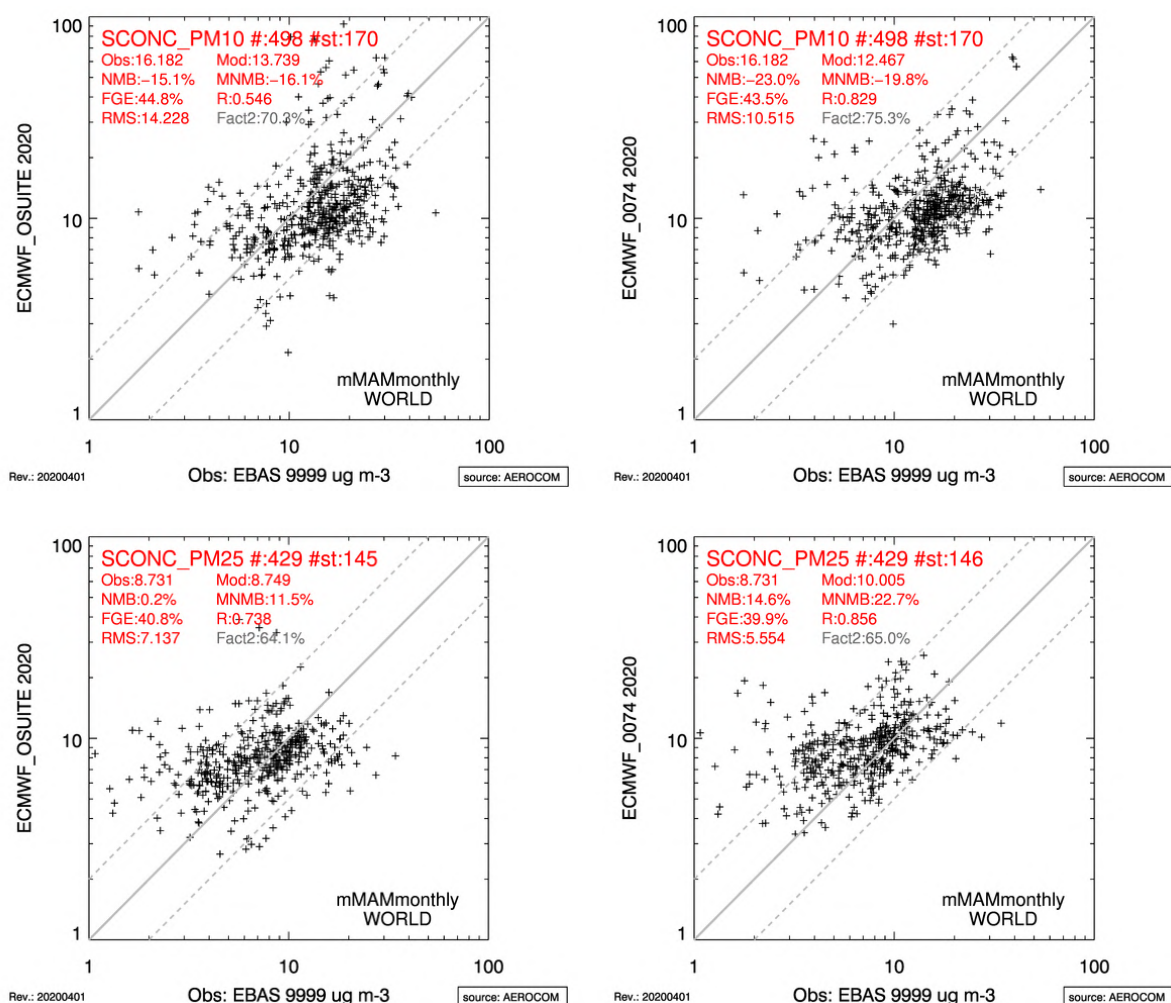 SCONC_PM10 #:498 #st:170
Obs:16.182 Mod:13.739
NMB:−15.1% MNMB:−16.1%
FGE:44.8% R:0.546
RMS:14.228 Fact2:70.3%
100
10
1
ECMWF_OSUITE 2020
mMAMmonthly
WORLD
1 10 100
Obs: EBAS 9999 ug m-3
Rev.: 20200401
source: AEROCOM
SCONC_PM10 #:498 #st:170
Obs:16.182 Mod:12.467
NMB:−23.0% MNMB:−19.8%
FGE:43.5% R:0.829
RMS:10.515 Fact2:75.3%
100
10
1
ECMWF_0074 2020
mMAMmonthly
WORLD
1 10 100
Obs: EBAS 9999 ug m-3
Rev.: 20200401
source: AEROCOM
SCONC_PM25 #:429 #st:145
Obs:8.731 Mod:8.749
NMB:0.2% MNMB:11.5%
FGE:40.8% R:0.738
RMS:7.137 Fact2:64.1%
100
10
1
ECMWF_OSUITE 2020
mMAMmonthly
WORLD
1 10 100
Obs: EBAS 9999 ug m-3
Rev.: 20200401
source: AEROCOM
SCONC_PM25 #:429 #st:146
Obs:8.731 Mod:10.005
NMB:14.6% MNMB:22.7%
FGE:39.9% R:0.856
RMS:5.554 Fact2:65.0%
100
10
1
ECMWF_0074 2020
mMAMmonthly
WORLD
1 10 100
Obs: EBAS 9999 ug m-3
Rev.: 20200401
source: AEROCOM